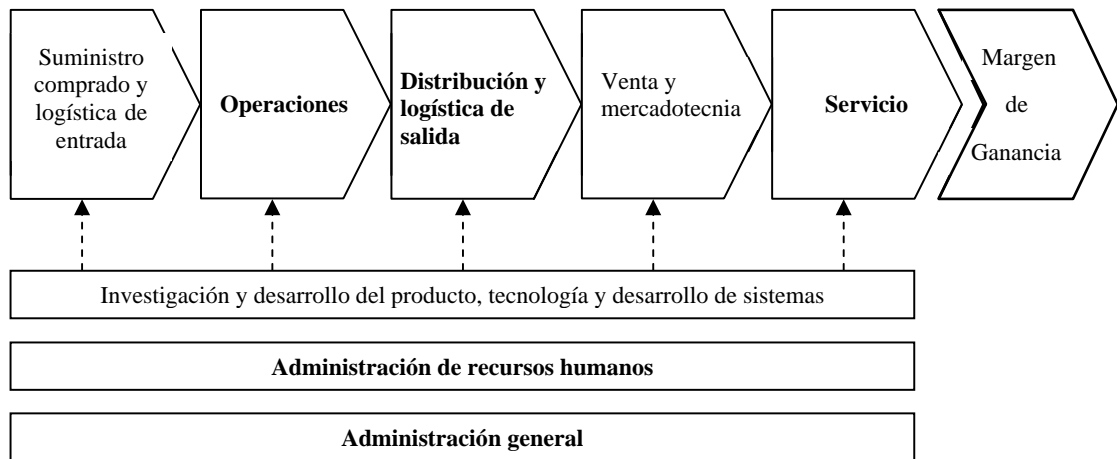 Suministro
comprado y
logística de
entrada
Operaciones
Distribución y
logística de
salida
Venta y
mercadotecnia
Servicio
Margen
de
Ganancia
Investigación y desarrollo del producto, tecnología y desarrollo de sistemas
Administración de recursos humanos
Administración general